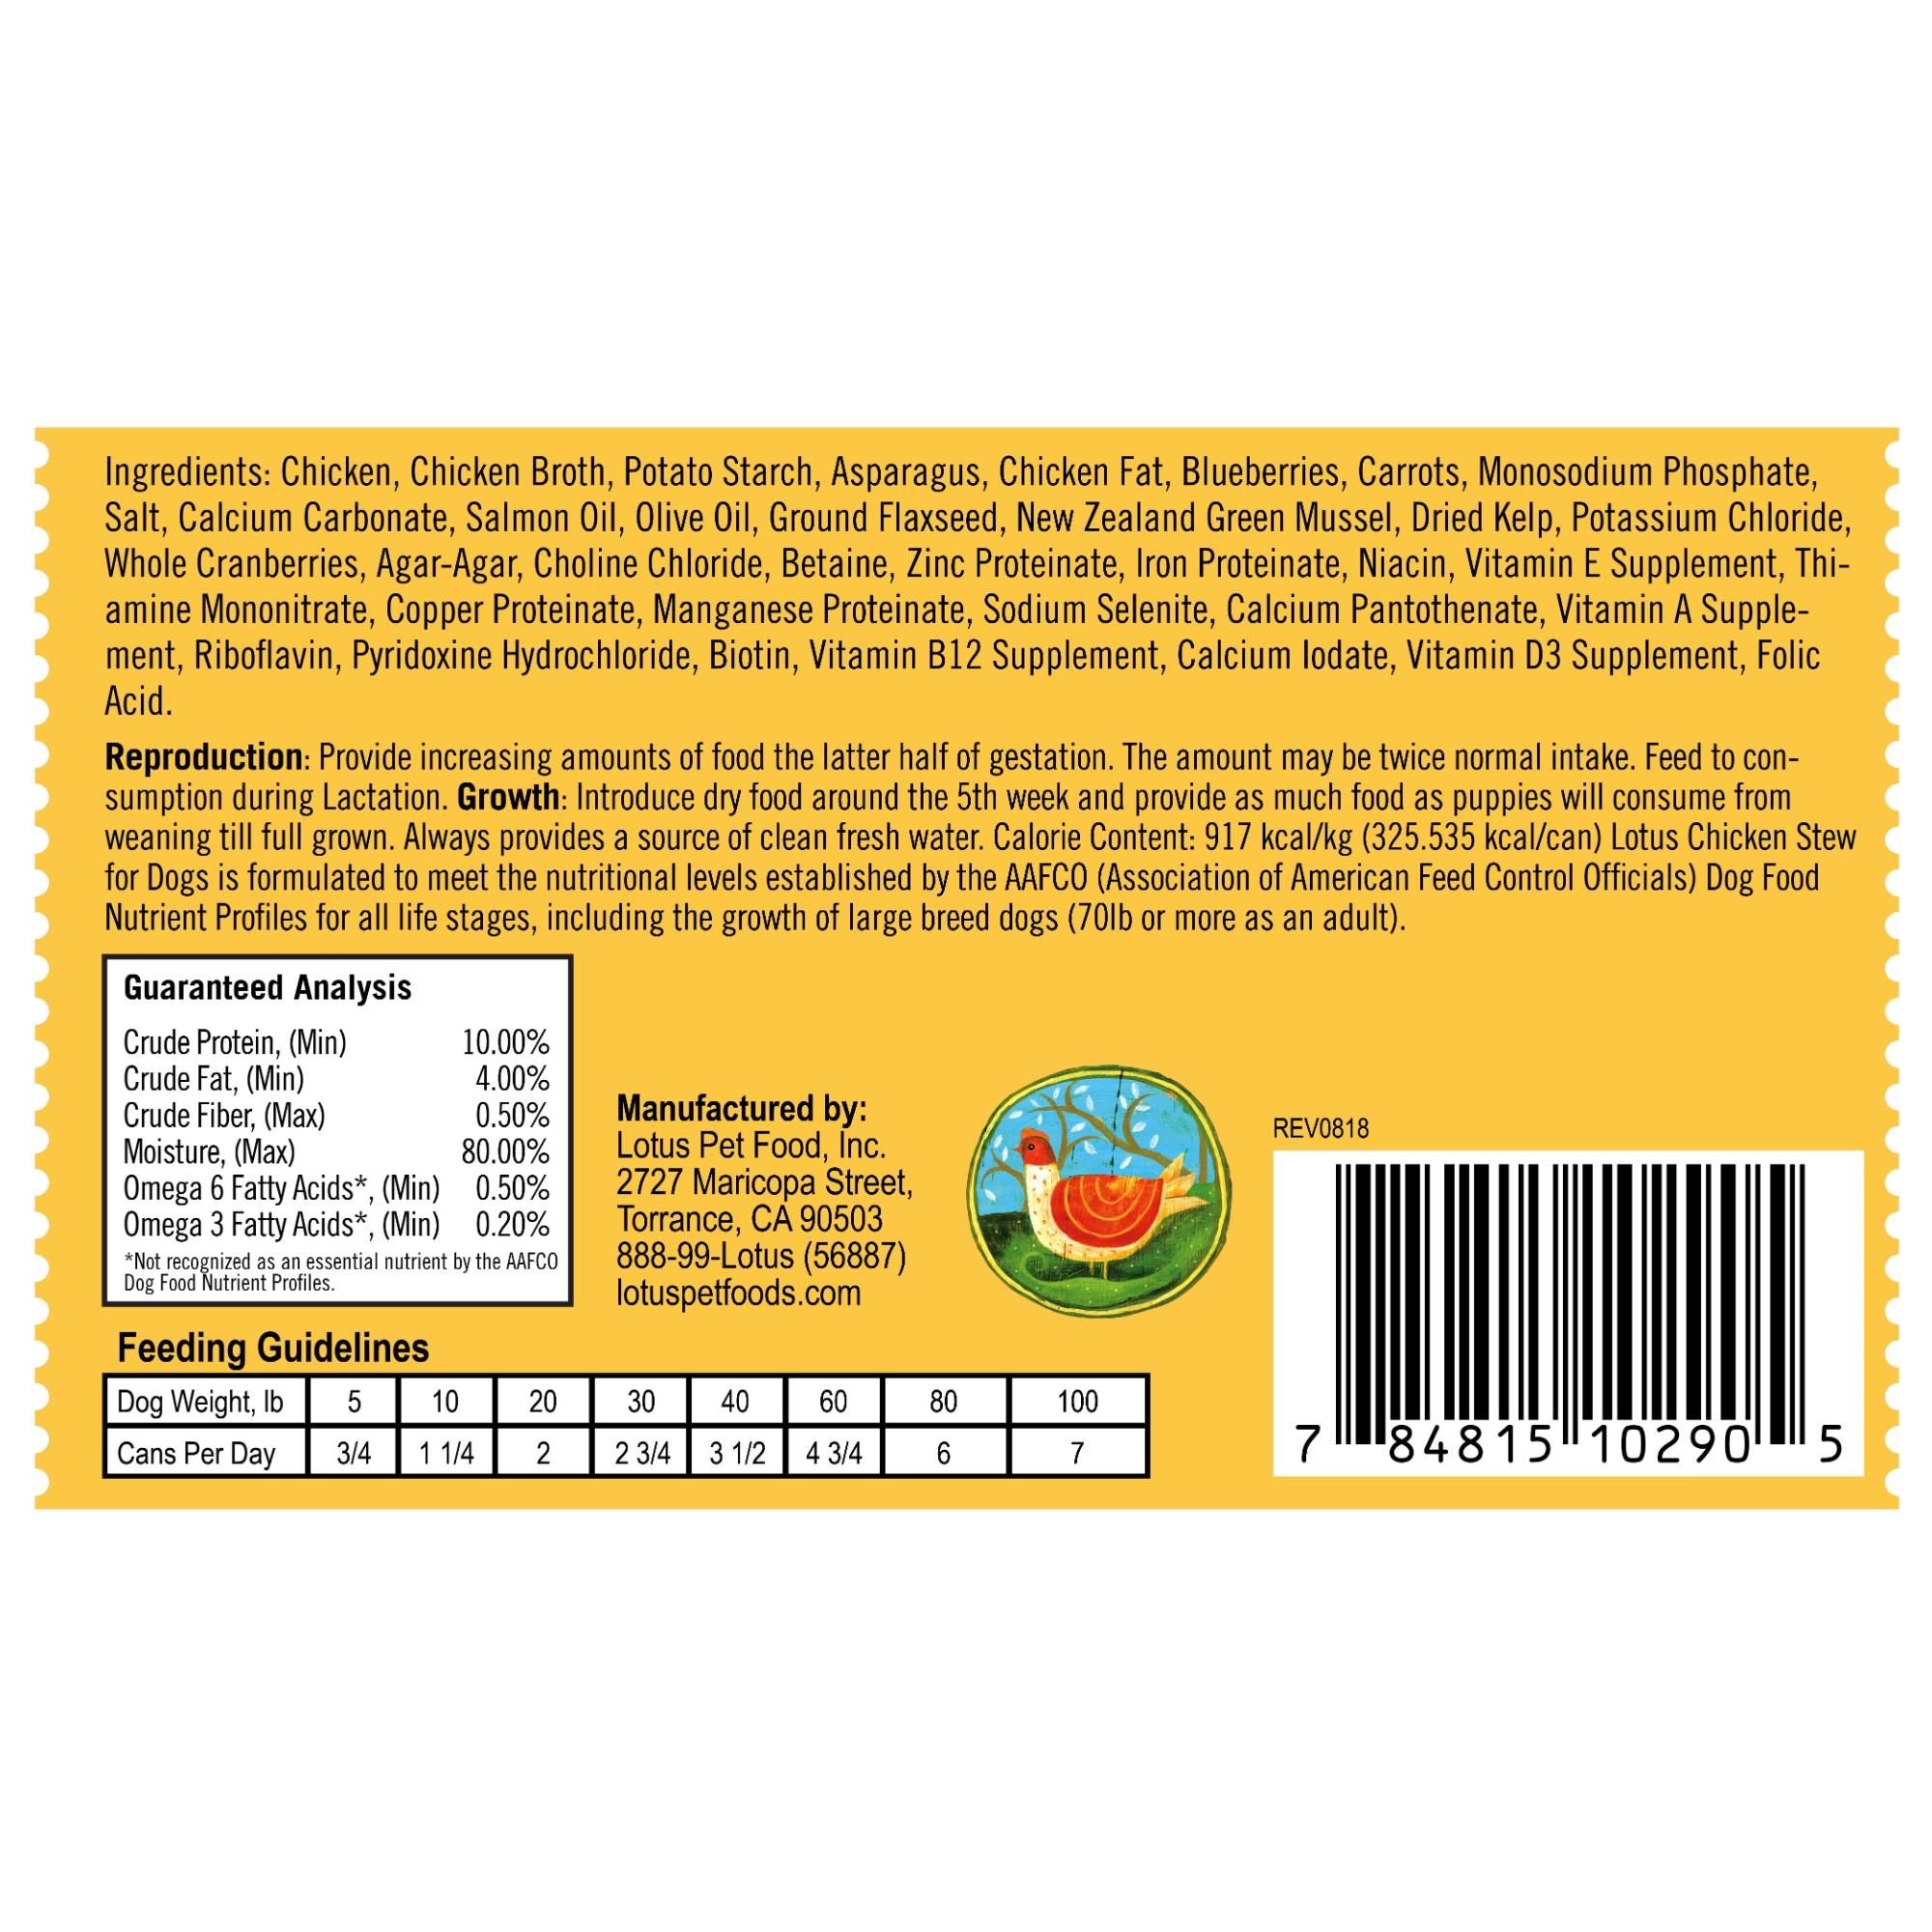 Ingredients: Chicken, Chicken Broth, Potato Starch, Asparagus, Chicken Fat, Blueberries, Carrots, Monosodium Phosphate,
Salt, Calcium Carbonate, Salmon Oil, Olive Oil, Ground Flaxseed, New Zealand Green Mussel, Dried Kelp, Potassium Chloride,
Whole Cranberries, Agar-Agar, Choline Chloride, Betaine, Zinc Proteinate, Iron Proteinate, Niacin, Vitamin E Supplement, Thi-
amine Mononitrate, Copper Proteinate, Manganese Proteinate, Sodium Selenite, Calcium Pantothenate, Vitamin A Supple-
ment, Riboflavin, Pyridoxine Hydrochloride, Biotin, Vitamin B12 Supplement, Calcium Iodate, Vitamin D3 Supplement, Folic
Acid.
Reproduction: Provide increasing amounts of food the latter half of gestation. The amount may be twice normal intake. Feed to con-
sumption during Lactation. Growth: Introduce dry food around the 5th week and provide as much food as puppies will consume from
weaning till full grown. Always provides a source of clean fresh water. Calorie Content: 917 kcal/kg (325.535 kcal/can) Lotus Chicken Stew
for Dogs is formulated to meet the nutritional levels established by the AAFCO (Association of American Feed Control Officials) Dog Food
Nutrient Profiles for all life stages, including the growth of large breed dogs (70lb or more as an adult).
Guaranteed Analysis
Crude Protein, (Min) 10.00%
Crude Fat, (Min) 4.00%
Crude Fiber, (Max) 0.50%
Moisture, (Max) 80.00%
Omega 6 Fatty Acids*, (Min) 0.50%
Omega 3 Fatty Acids*, (Min) 0.20%
*Not recognized as an essential nutrient by the AAFCO
Dog Food Nutrient Profiles.
Manufactured by:
Lotus Pet Food, Inc.
2727 Maricopa Street,
Torrance, CA 90503
888-99-Lotus (56887)
lotuspetfoods.com
REV0818
7 84815 10290 5
Feeding Guidelines
Dog Weight, lb 5 10 20 30 40 60 80 100
Cans Per Day 3/4 1 1/4 2 2 3/4 3 1/2 4 3/4 6 7